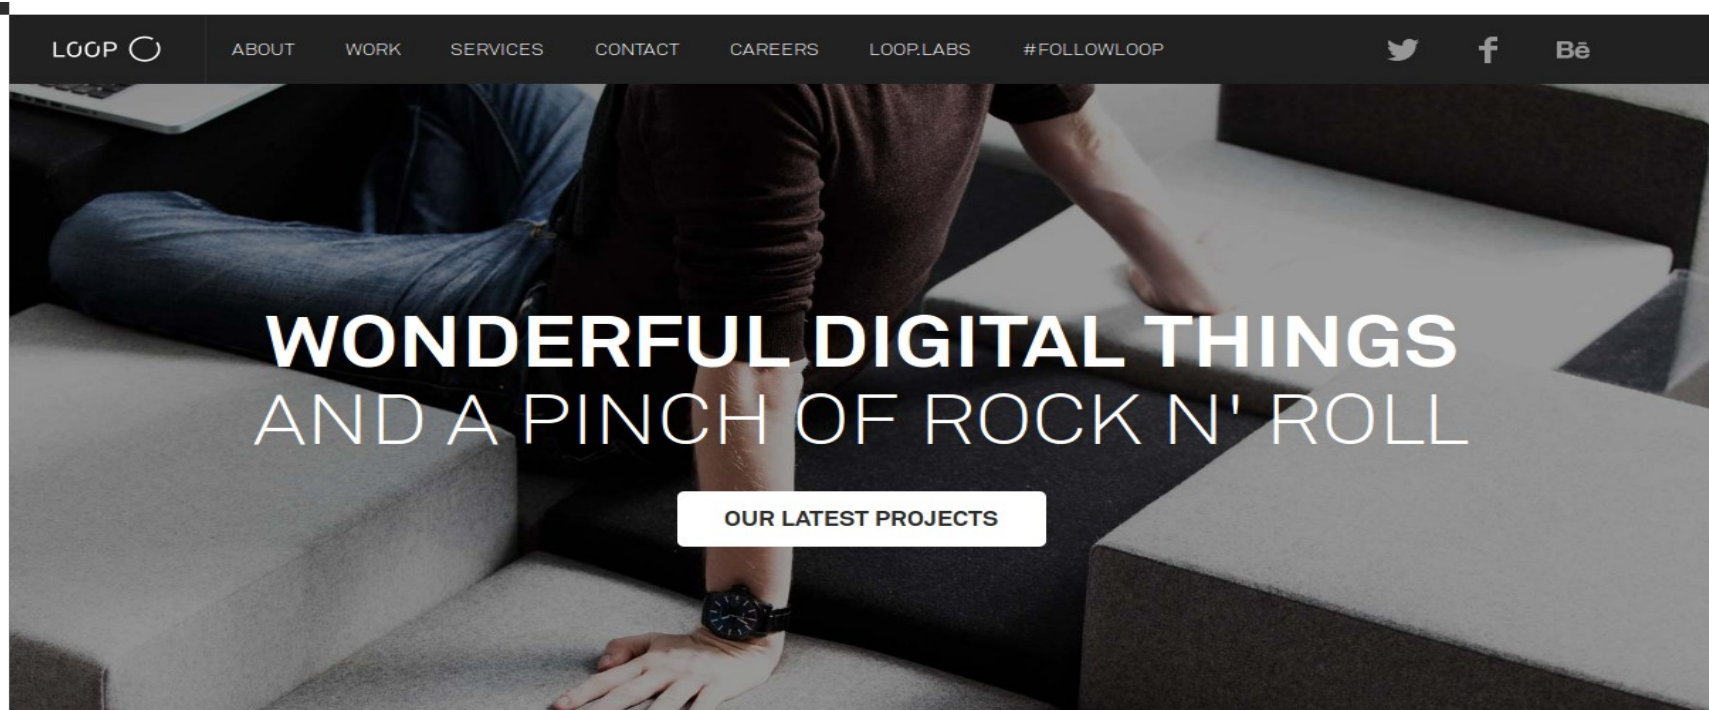 LOOP
ABOUT WORK SERVICES CONTACT CAREERS LOOP.LABS #FOLLOWLOOP Bē
WONDERFUL DIGITAL THINGS
AND A PINCH OF ROCK N' ROLL
OUR LATEST PROJECTS